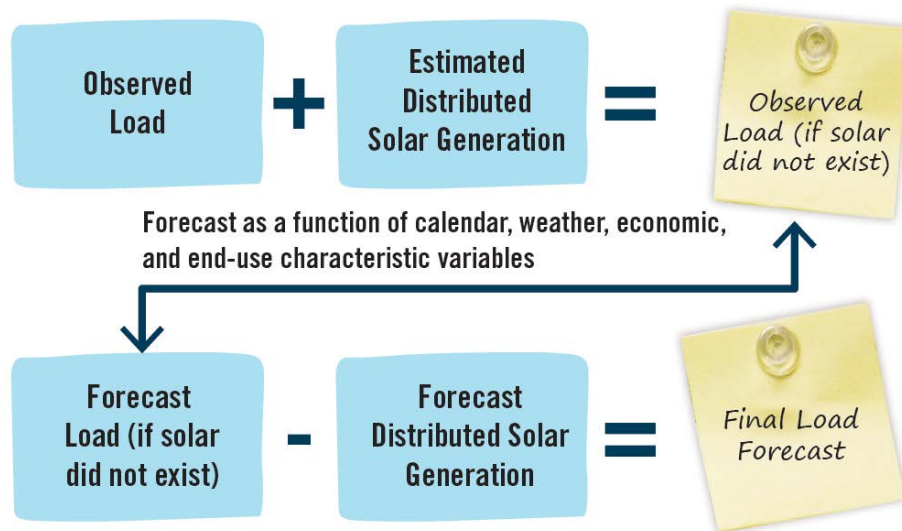 Observed
Load
+
Estimated
Distributed
Solar Generation
=
Observed
Load (if solar
did not exist)
Forecast as a function of calendar, weather, economic,
and end-use characteristic variables
Forecast
Load (if solar
did not exist)
-
Forecast
Distributed Solar
Generation
=
Final Load
Forecast